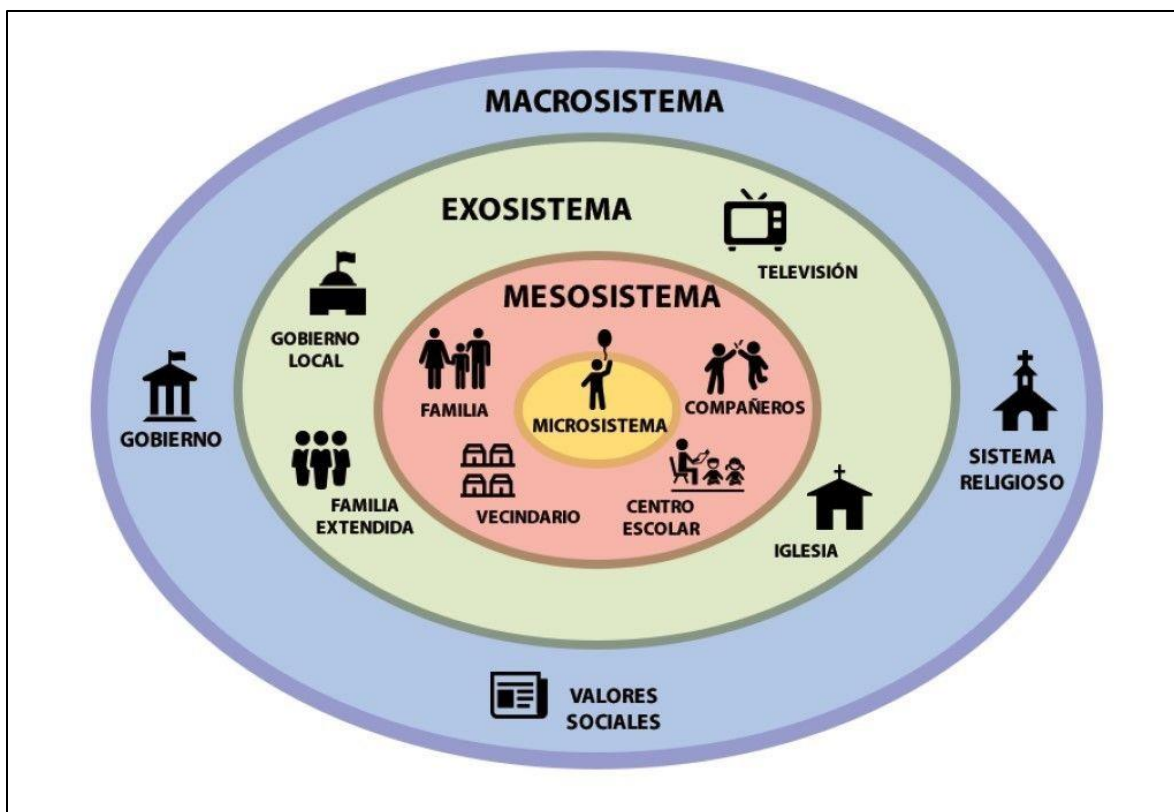 MACROSISTEMA
EXOSISTEMA
TELEVISIÓN
MESOSISTEMA
GOBIERNO
LOCAL
FAMILIA
MICROSISTEMA
COMPAÑEROS
GOBIERNO
SISTEMA
RELIGIOSO
FAMILIA
EXTENDIDA
VECINDARIO
CENTRO
ESCOLAR
IGLESIA
VALORES
SOCIALES